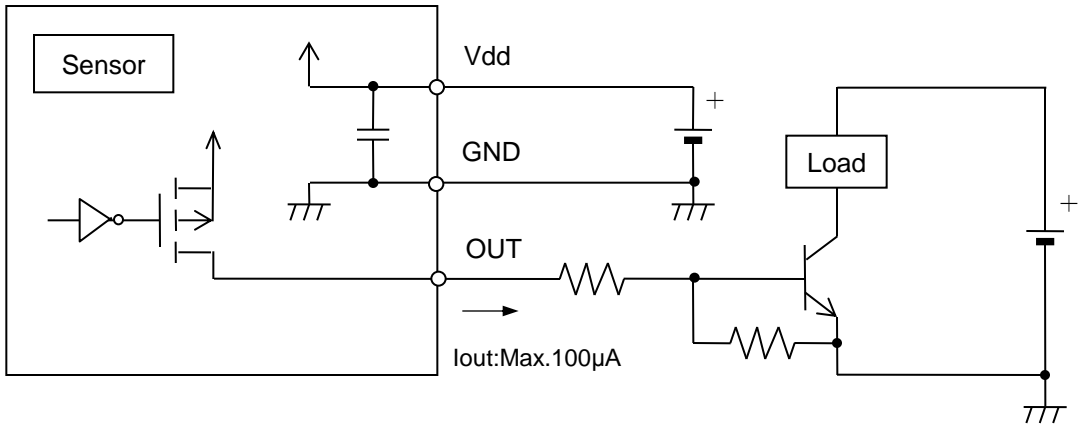 Sensor
Vdd
+
GND
Load
+
OUT
Iout:Max.100µA